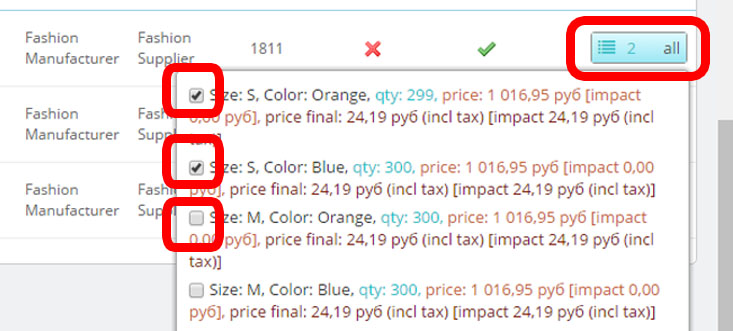 Fashion Manufacturer
Fashion Supplier
1811
2 all
Size: S, Color: Orange, qty: 299, price: 1 016,95 руб [impact
0,00 руб], price final: 24,19 руб (incl tax) [impact 24,19 руб (incl
tax)]
Fashion Manufacturer
Size: S, Color: Blue, qty: 300, price: 1 016,95 руб [impact 0,00
руб], price final: 24,19 руб (incl tax) [impact 24,19 руб (incl tax)]
Fashion Manufacturer
Size: M, Color: Orange, qty: 300, price: 1 016,95 руб [impact
0,00 руб], price final: 24,19 руб (incl tax) [impact 24,19 руб (incl
tax)]
Size: M, Color: Blue, qty: 300, price: 1 016,95 руб [impact 0,00
руб], price final: 24,19 руб (incl tax) [impact 24,19 руб (incl tax)]